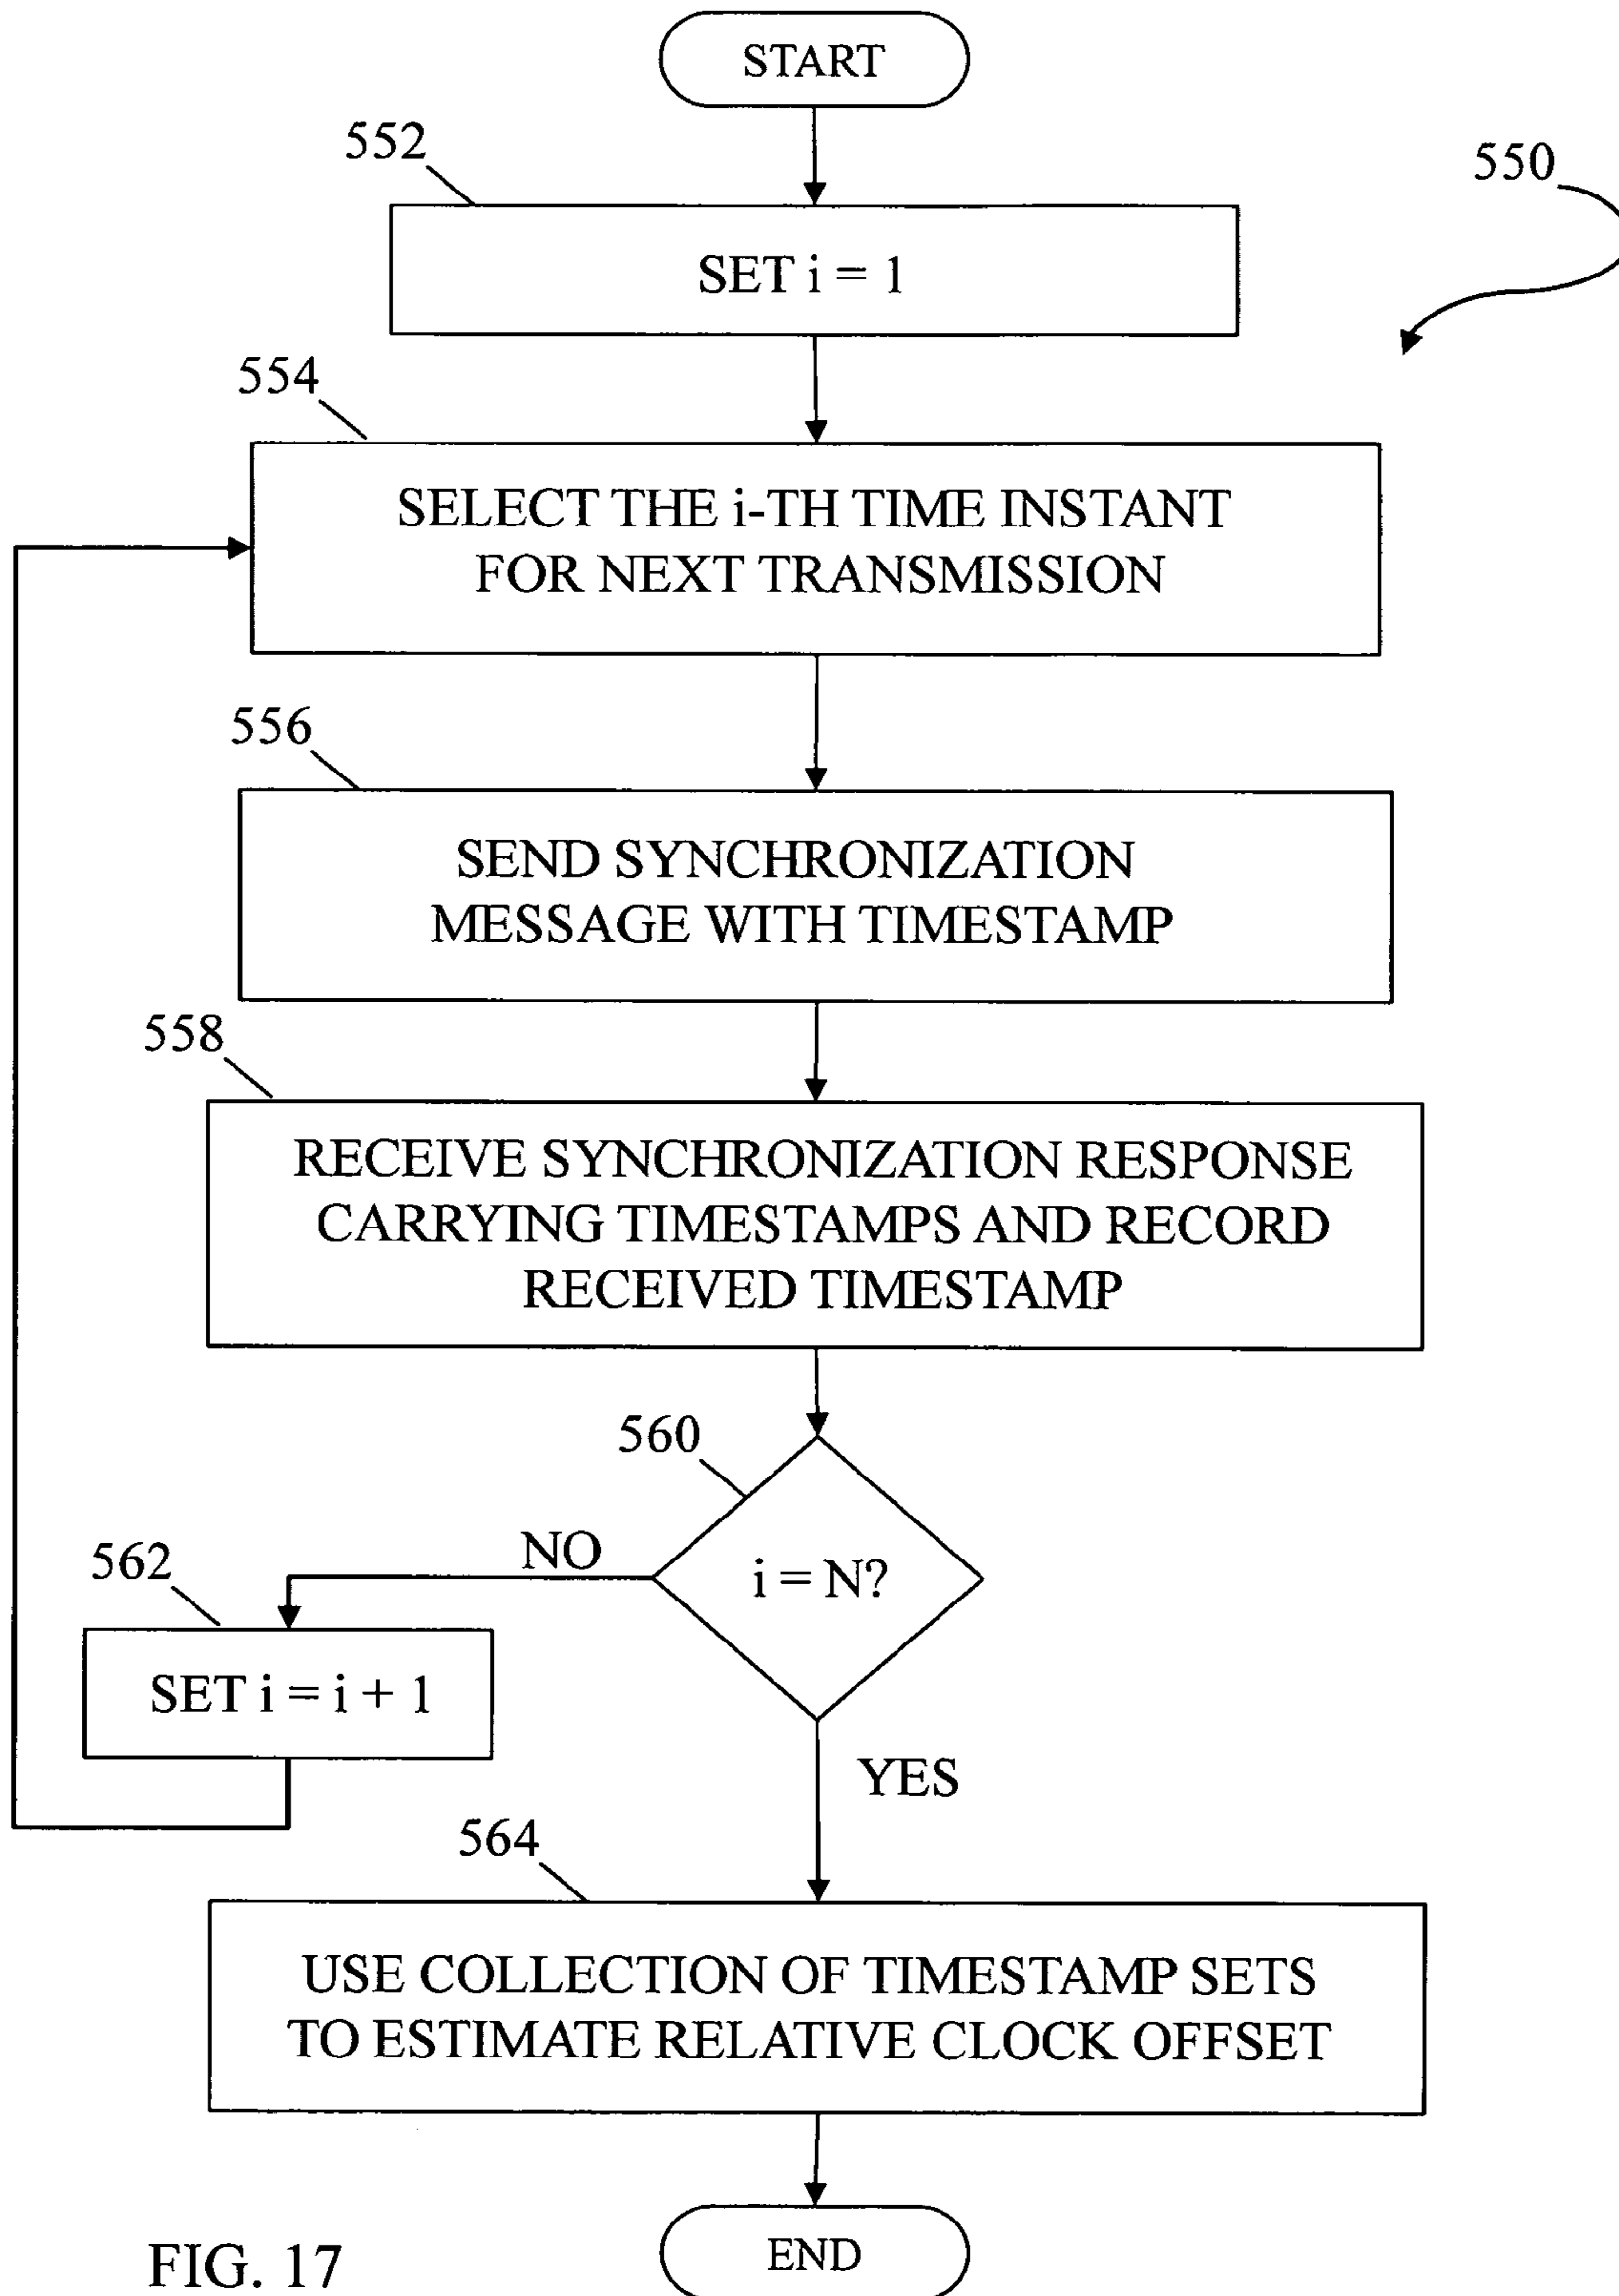 START
552
550
SET i = 1
554
SELECT THE i-TH TIME INSTANT
FOR NEXT TRANSMISSION
556
SEND SYNCHRONIZATION
MESSAGE WITH TIMESTAMP
558
RECEIVE SYNCHRONIZATION RESPONSE
CARRYING TIMESTAMPS AND RECORD
RECEIVED TIMESTAMP
560
i = N?
NO
562
SET i = i + 1
YES
564
USE COLLECTION OF TIMESTAMP SETS
TO ESTIMATE RELATIVE CLOCK OFFSET
END
FIG. 17